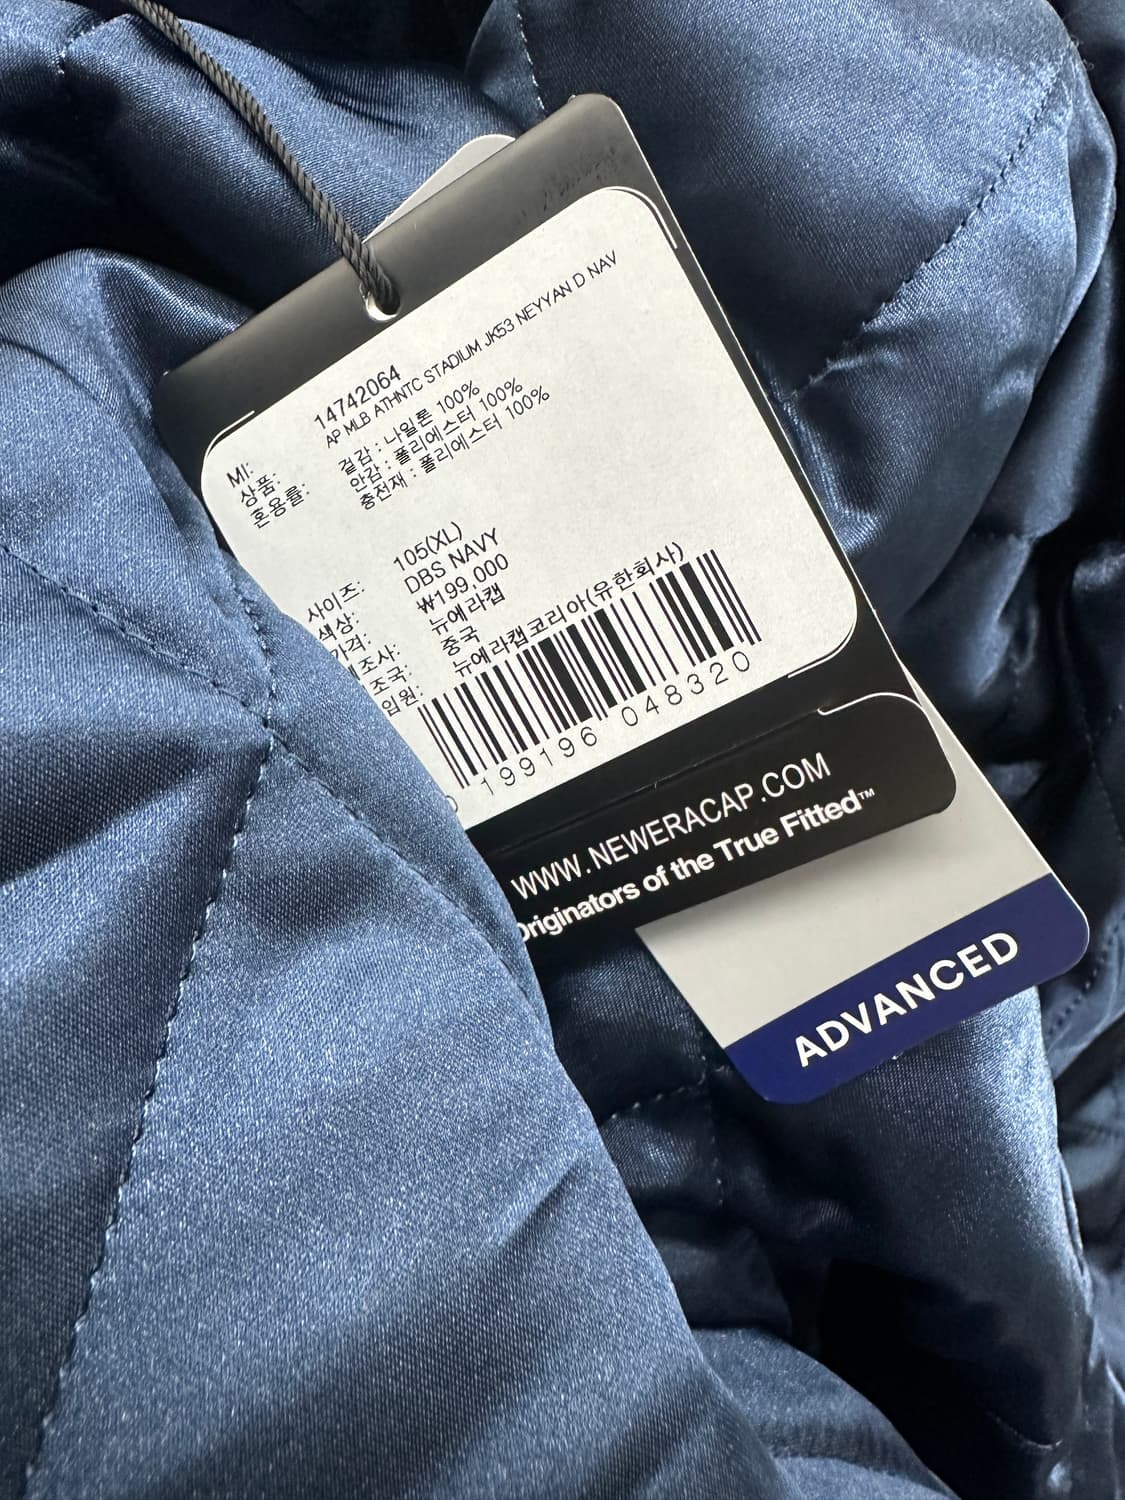 MI: 14742064
상품: AP MLB ATHNTC STADIUM JK53 NEYYAN D NAV
혼용률: 겉감 : 나일론 100%
안감 : 폴리에스터 100%
충전재 : 폴리에스터 100%
사이즈: 105(XL)
색상: DBS NAVY
가격: ₩199,000
조사: 뉴에라캡
조국: 중국
입원: 뉴에라캡코리아(유한회사)
0 199196 048320
WWW.NEWERACAP.COM
Originators of the True Fitted™
ADVANCED